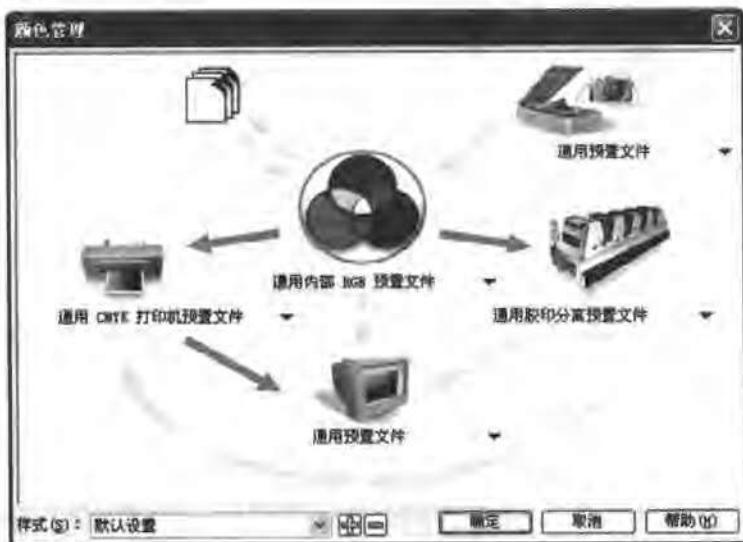 颜色管理
通用预置文件
通用内部 RGB 预置文件
通用 CMYK 打印机预置文件
通用胶印分离预置文件
通用预置文件
样式(S): 默认设置
确定
取消
帮助(H)